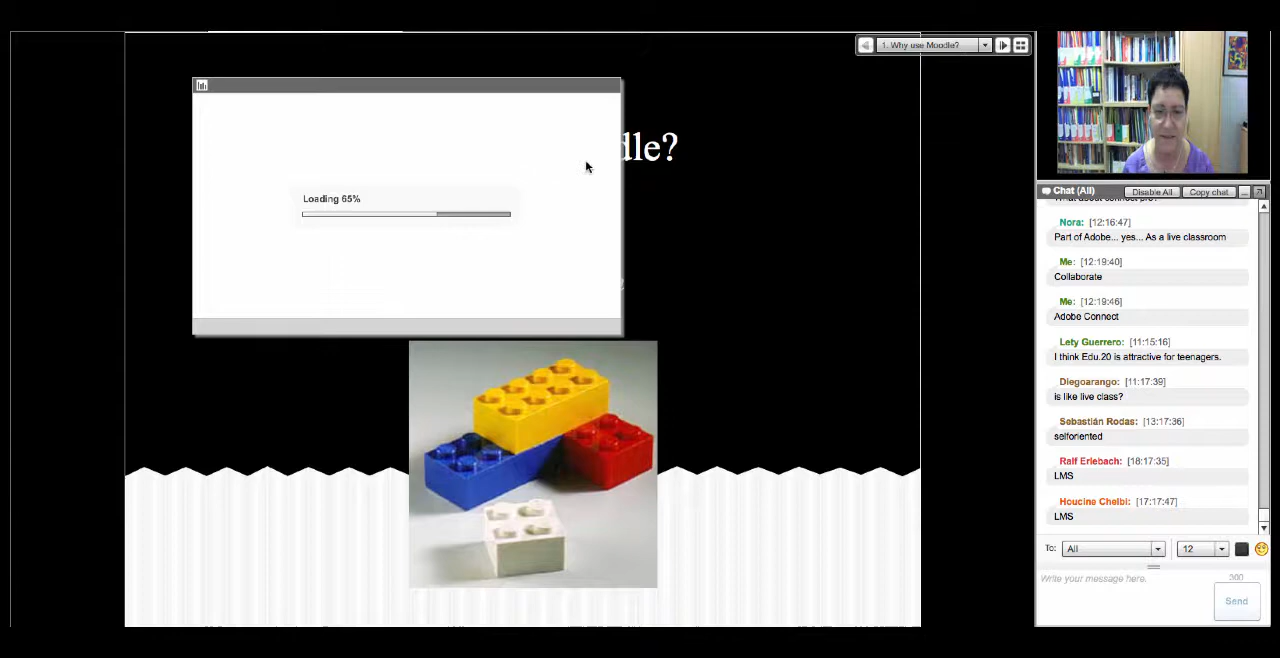 1. Why use Moodle?
dle?
Loading 65%
Chat (All)
Disable All
Copy chat
Nora: [12:16:47]
Part of Adobe... yes... As a live classroom
Me: [12:19:40]
Collaborate
Me: [12:19:46]
Adobe Connect
Lety Guerrero: [11:15:16]
I think Edu.20 is attractive for teenagers.
Diegoarango: [11:17:39]
is like live class?
Sebastián Rodas: [13:17:36]
selforiented
Ralf Erlebach: [18:17:35]
LMS
Houcine Chelbi: [17:17:47]
LMS
To: All 12
Write your message here.
300
Send